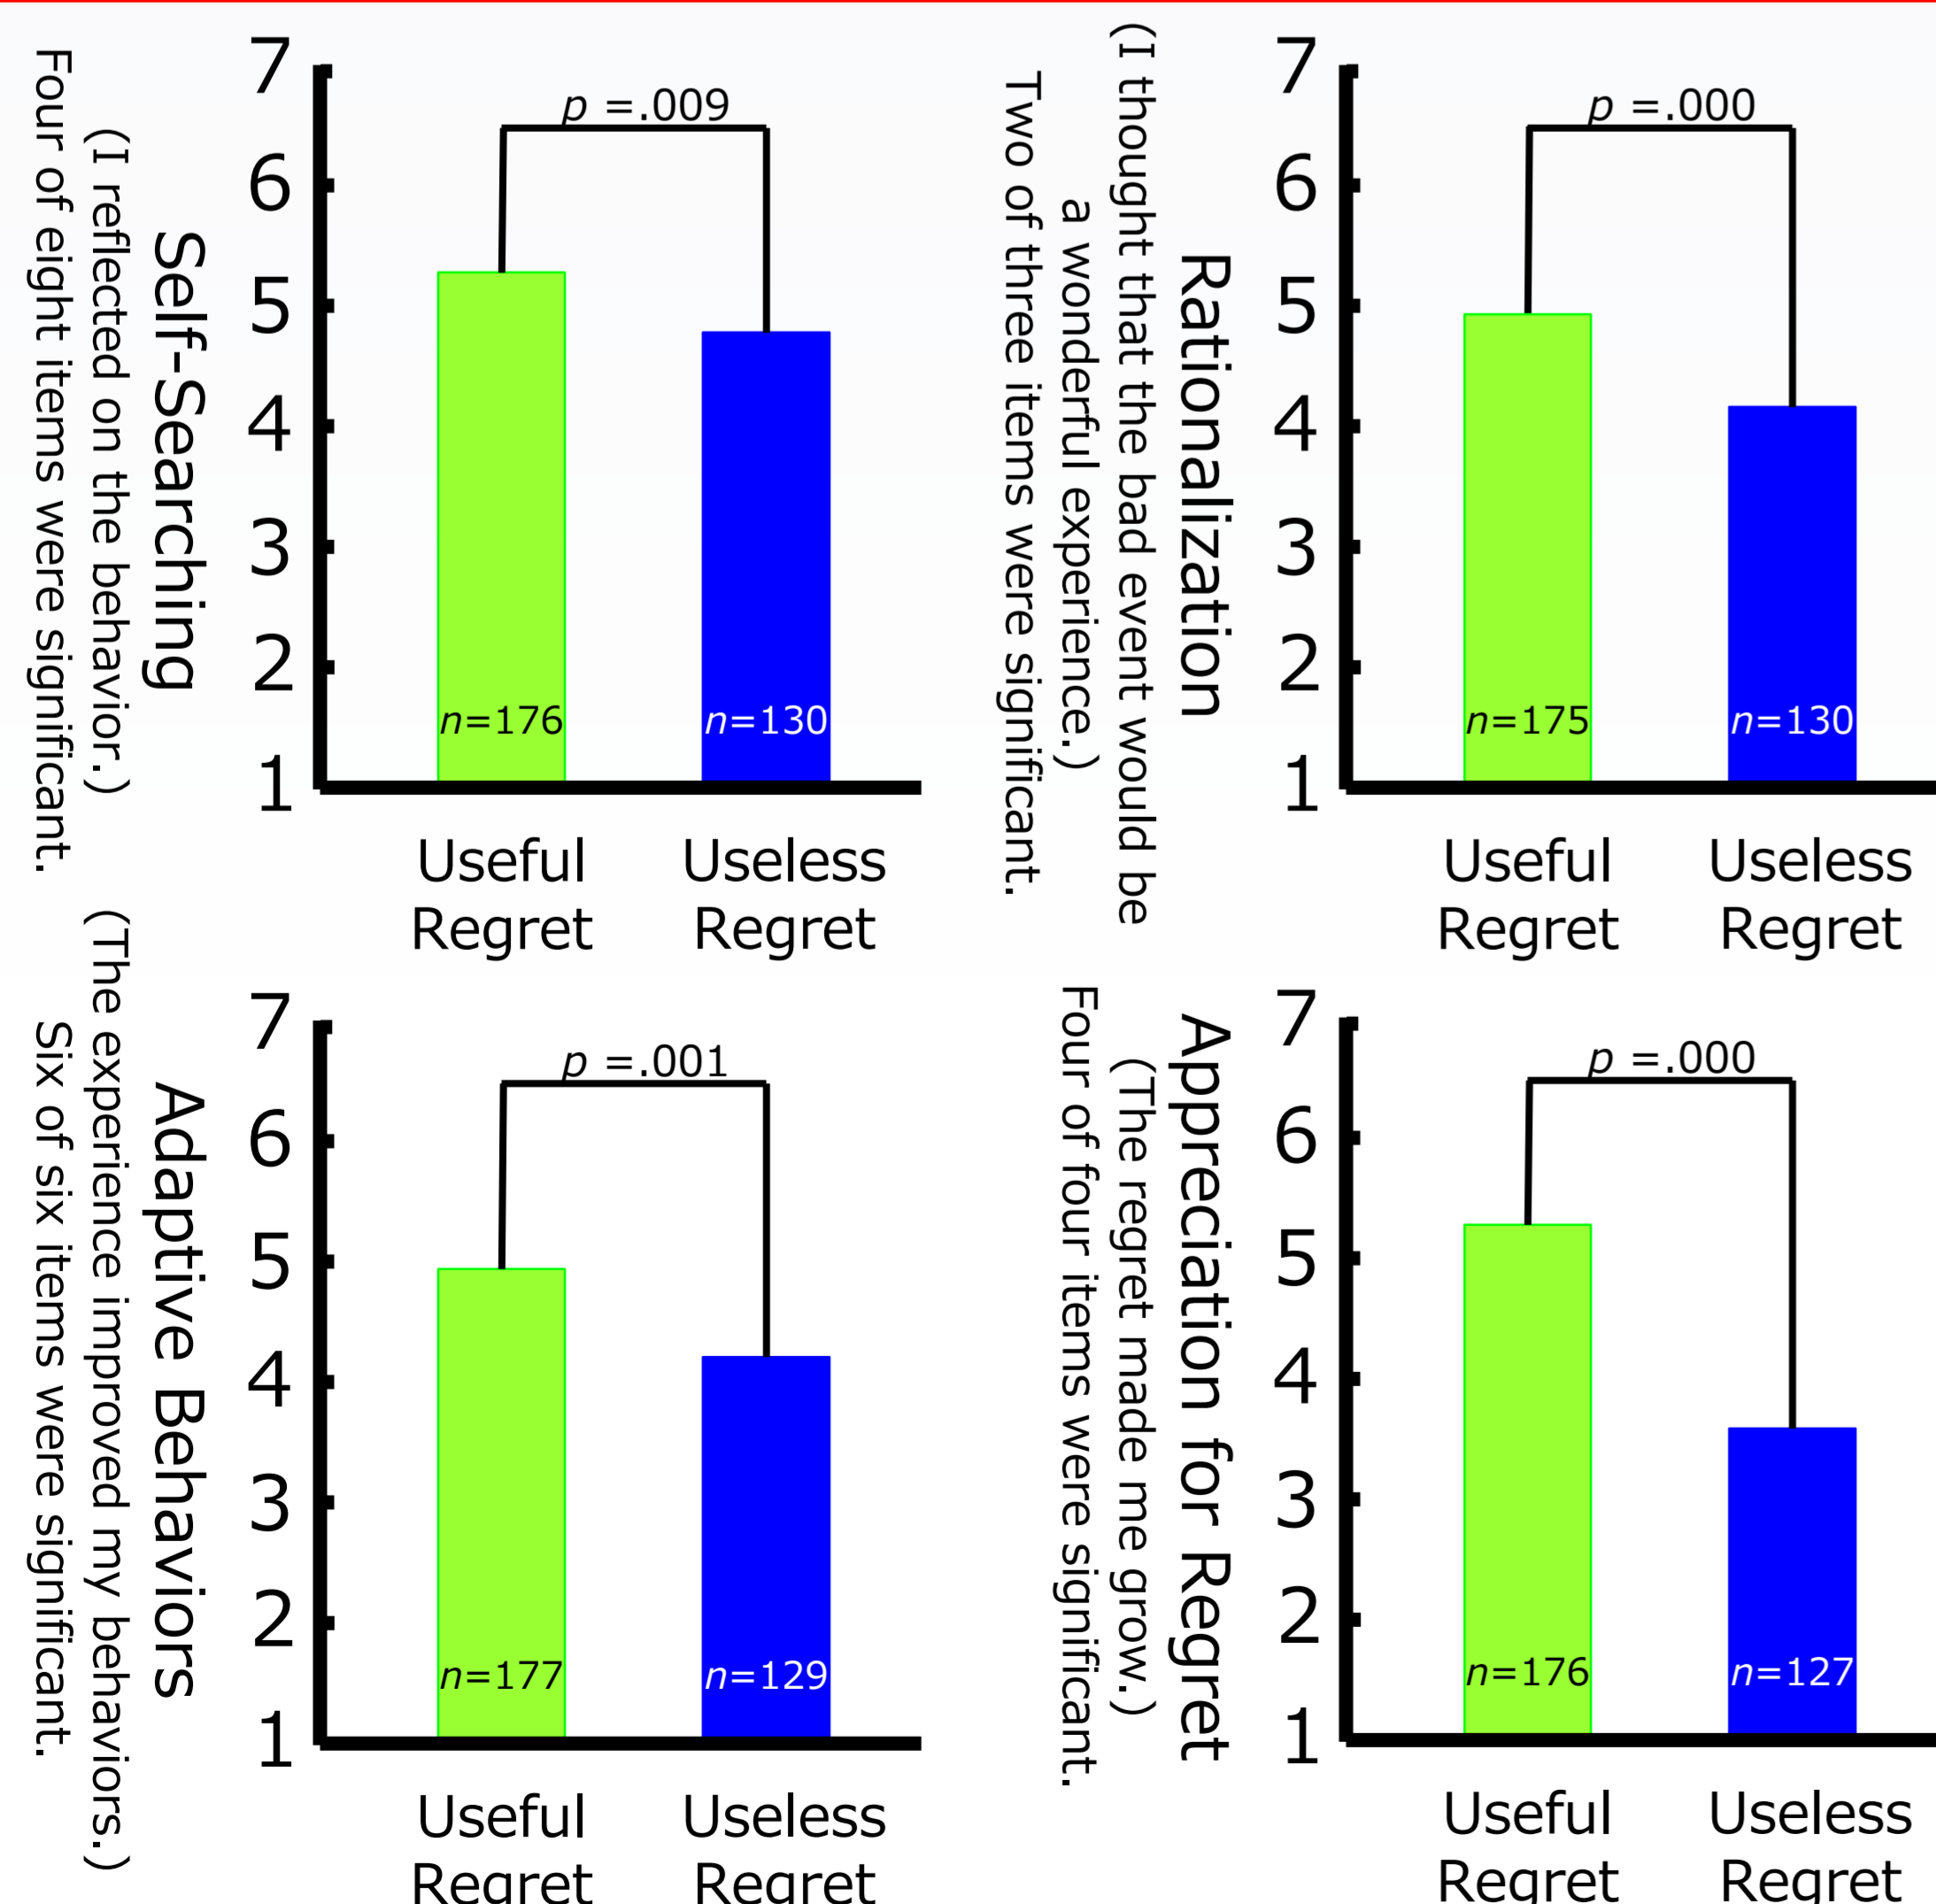 Self-Searching
(I reflected on the behavior.)
Four of eight items were significant.
7
6
5
4
3
2
1
p =.009
n=176
n=130
Useful
Regret
Useless
Regret
Rationalization
(I thought that the bad event would be
a wonderful experience.)
Two of three items were significant.
7
6
5
4
3
2
1
p =.000
n=175
n=130
Useful
Regret
Useless
Regret
Adaptive Behaviors
(The experience improved my behaviors.)
Six of six items were significant.
7
6
5
4
3
2
1
p =.001
n=177
n=129
Useful
Regret
Useless
Regret
Appreciation for Regret
(The regret made me grow.)
Four of four items were significant.
7
6
5
4
3
2
1
p =.000
n=176
n=127
Useful
Regret
Useless
Regret